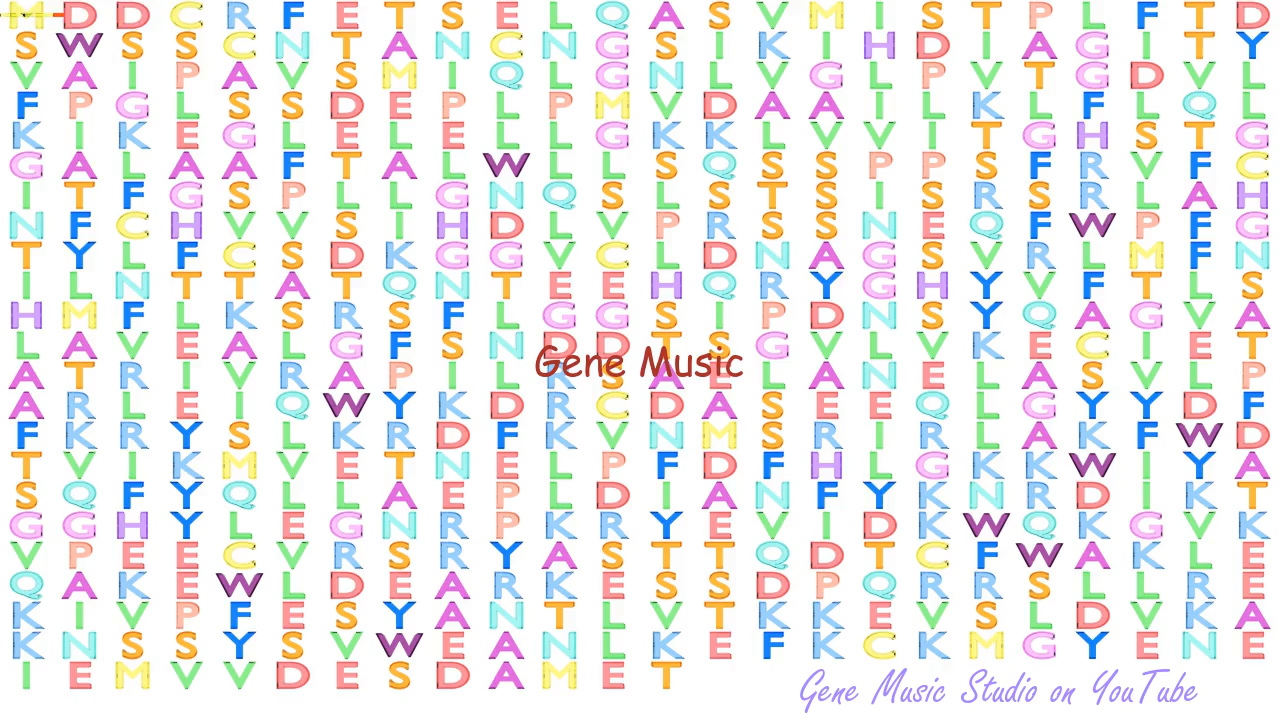 M D D C R F E T S E L Q A S V M I S T P L F T D
S W S S C N T A N C N G S I K I H D I A G I T Y
V A I P A V S M I Q L G N L V G L P V T G D V L
F P G L S S D E P L P M V D A A I L K L F L Q L
K I K E G L E L E L L G K K L V V I T G H S T G
G A L A A F T A L W L L S Q S S P P S F R V F C
I T F G S P L L G N Q S L S T S I S R S R L A H
N F C H V V S I H D L V P R S S N E Q F W P F G
T Y L F C S D K G G V C L D N A G S V R L M F N
I L N T T A T Q N T E E H Q R Y G H Y V F T L S
H M F L K S R S F L G G S I P D N S Y Q A G V A
L A V E A L G F S N D D T S G V L V K E C I E T
Gene Music
A T R I V R A P I L K S A E L A N E L A S V L P
A R L E I Q W Y K D R C D A S E E Q L G Y Y D F
F K R Y S L K R D F K V N M S R I R L A K F W D
T V I K M V E T N E L P F D F H L G K K W I Y A
S Q F Y Q L L A E P L D I A N F Y K N R D I K T
G G H Y L E G N R P K R Y E V I D K W Q K G V K
V P E E C V R S R Y A S T T Q D T C F W A K L E
Q A K E W L D E A R K E S S D P Q R R S L L R E
K I V P F E S Y A N T L V T K K E V S L D V E A
K N S S Y S V W E A N L K E F K C K M G Y E N E
I E M V V D E S D A M E T
Gene Music Studio on YouTube